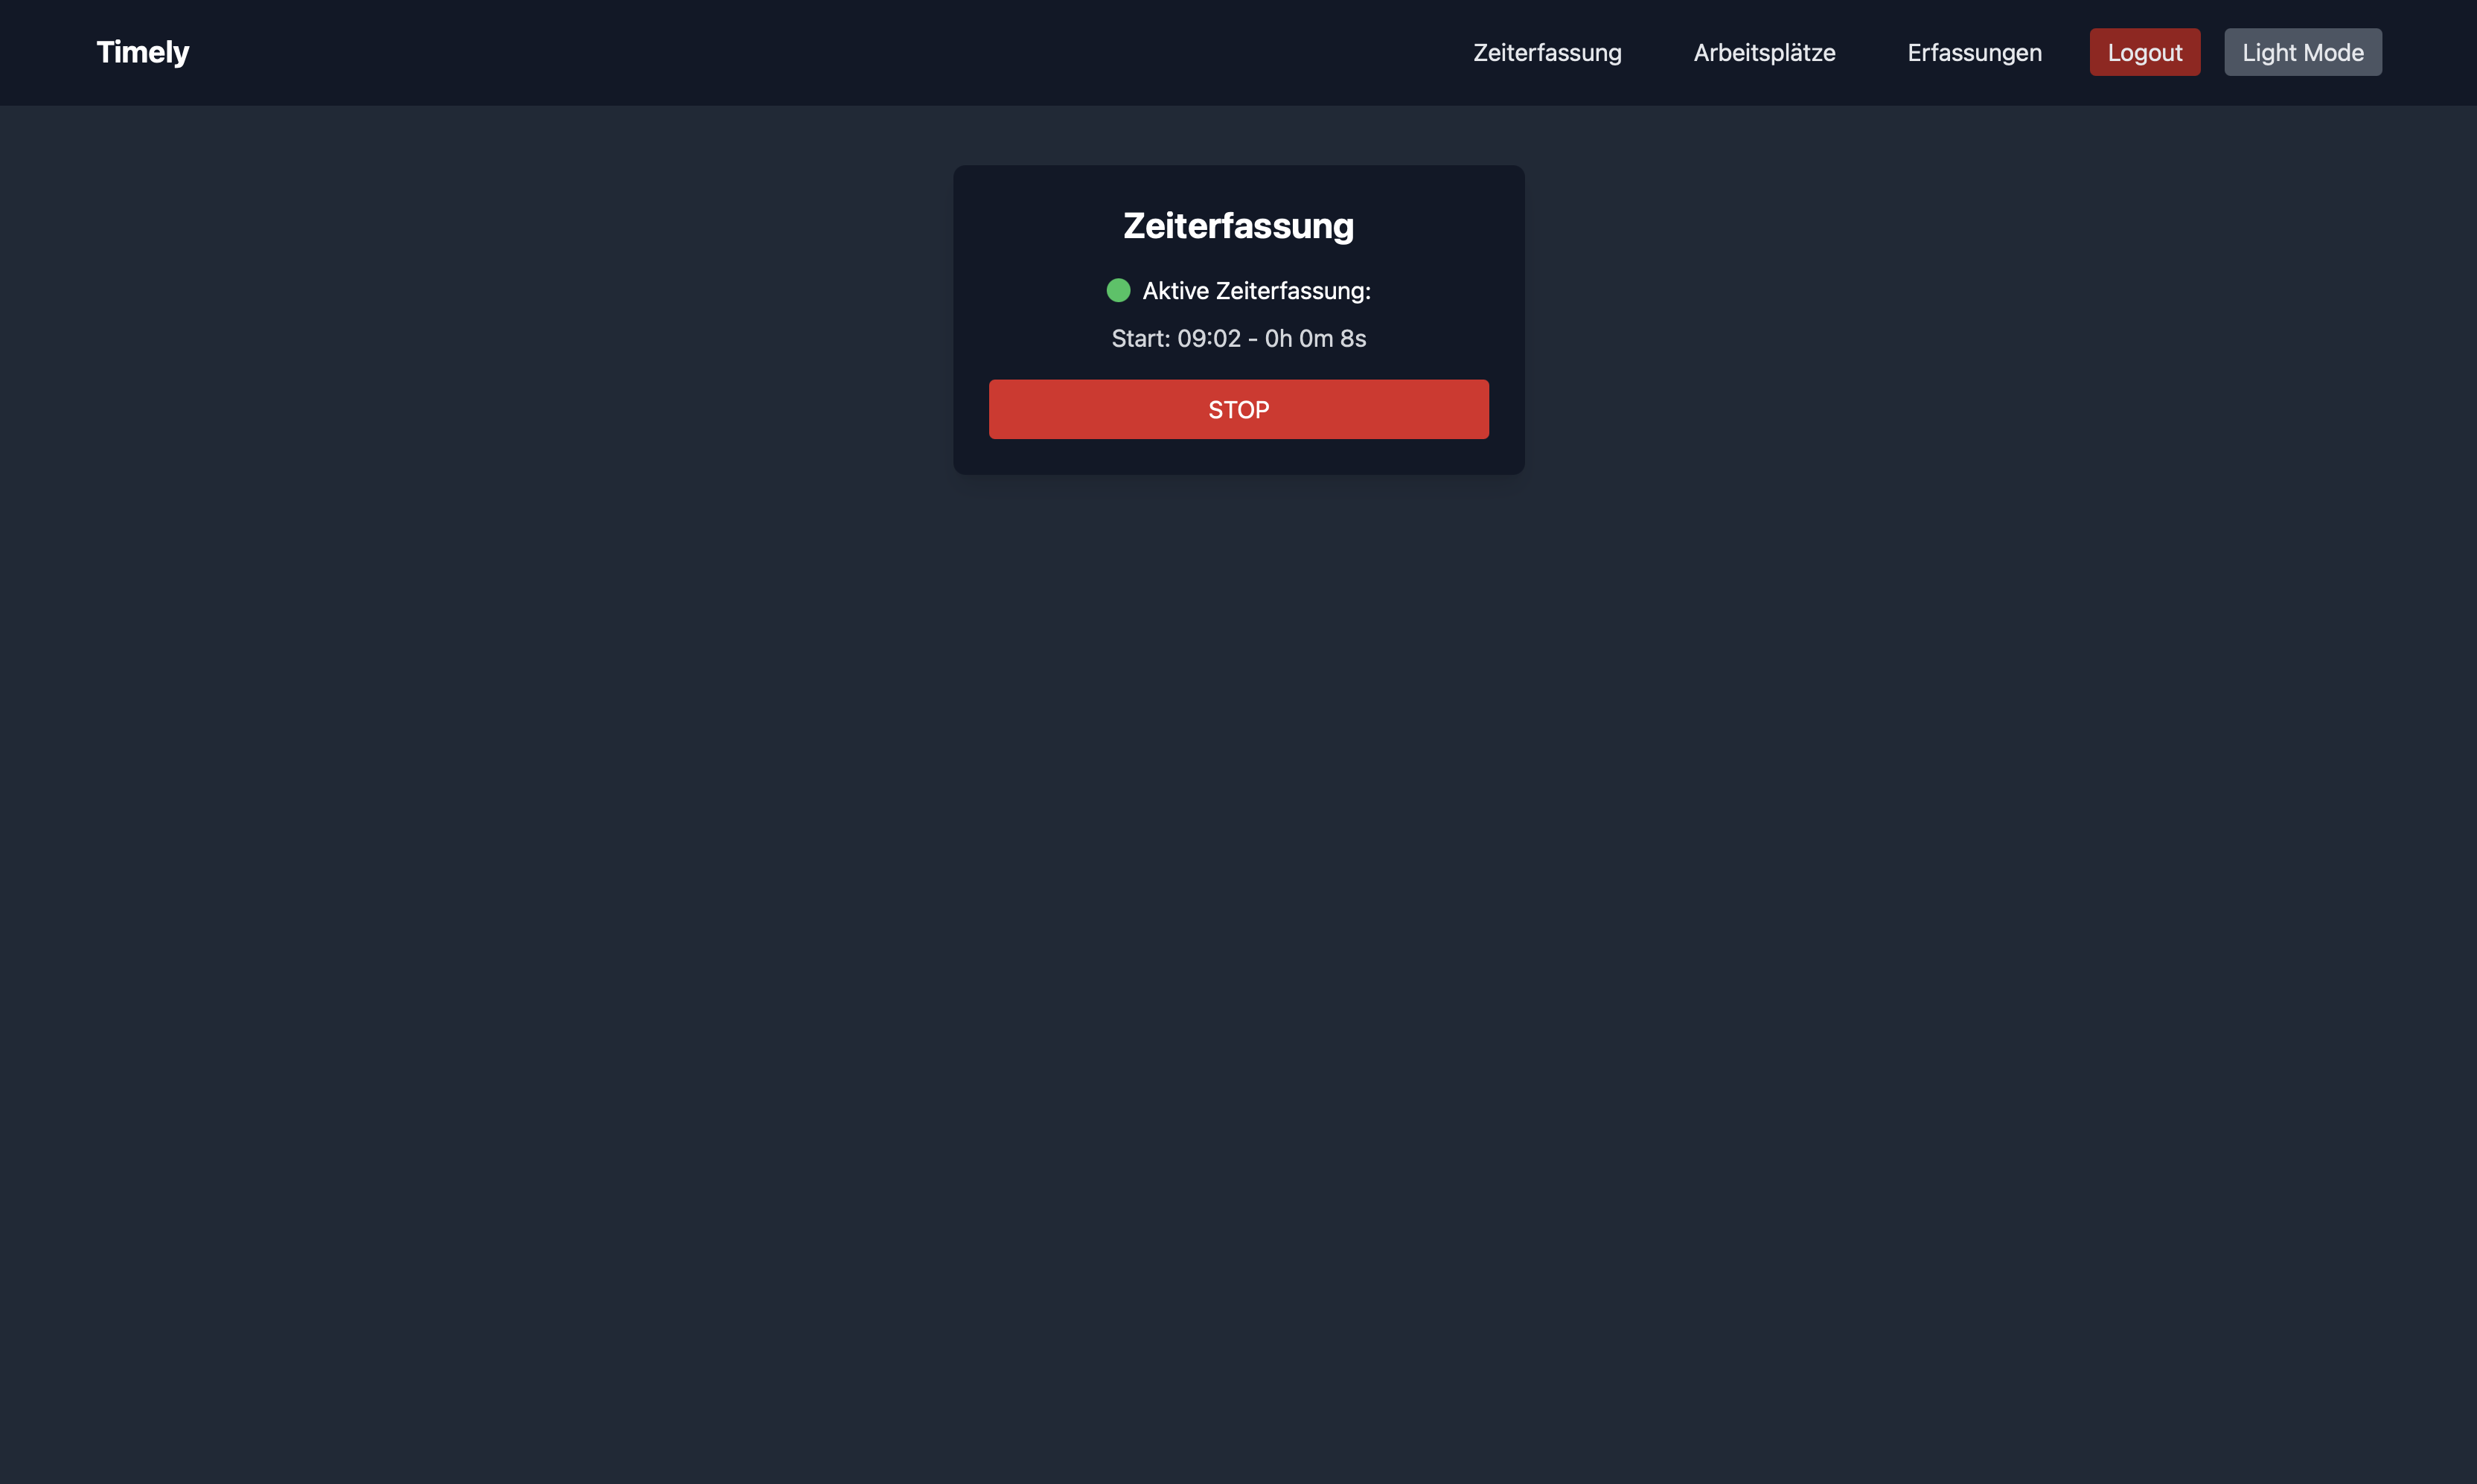 Timely
Zeiterfassung
Arbeitsplätze
Erfassungen
Logout
Light Mode
Zeiterfassung
Aktive Zeiterfassung:
Start: 09:02 - 0h 0m 8s
STOP